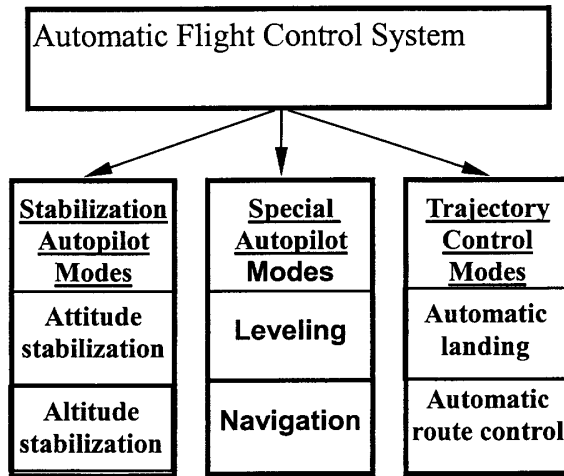 Automatic Flight Control System
Stabilization
Autopilot
Modes
Attitude
stabilization
Altitude
stabilization
Special
Autopilot
Modes
Leveling
Navigation
Trajectory
Control
Modes
Automatic
landing
Automatic
route control